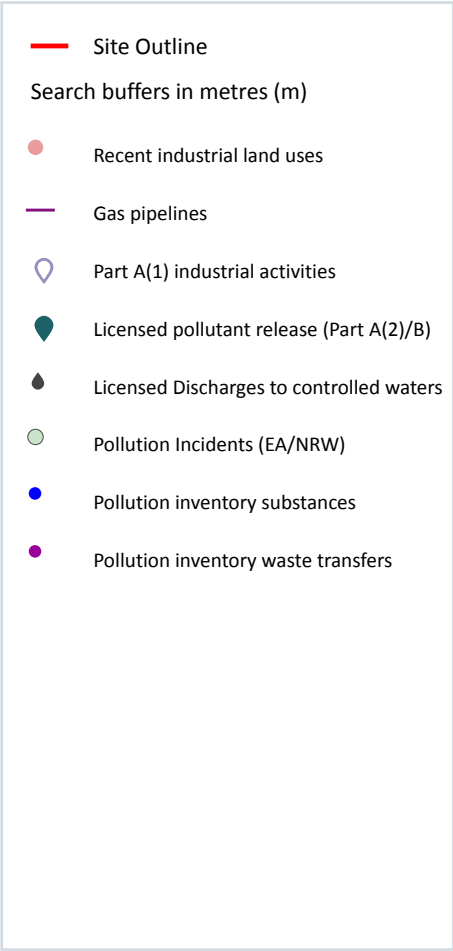 Site Outline
Search buffers in metres (m)
Recent industrial land uses
Gas pipelines
Part A(1) industrial activities
Licensed pollutant release (Part A(2)/B)
Licensed Discharges to controlled waters
Pollution Incidents (EA/NRW)
Pollution inventory substances
Pollution inventory waste transfers